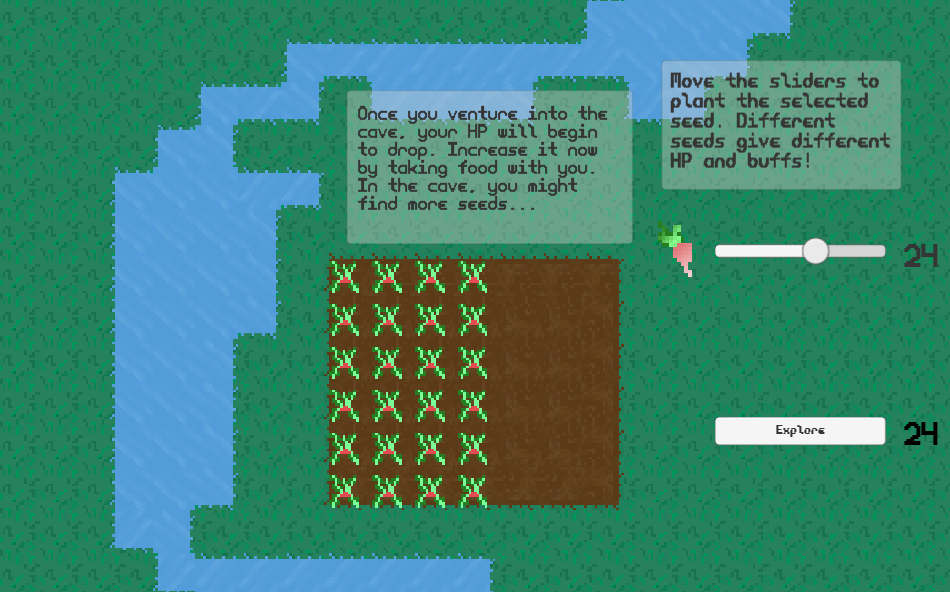 Once you venture into the
cave, your HP will begin
to drop. Increase it now
by taking food with you.
In the cave, you might
find more seeds...
Move the sliders to
plant the selected
seed. Different
seeds give different
HP and buffs!
24
Explore
24